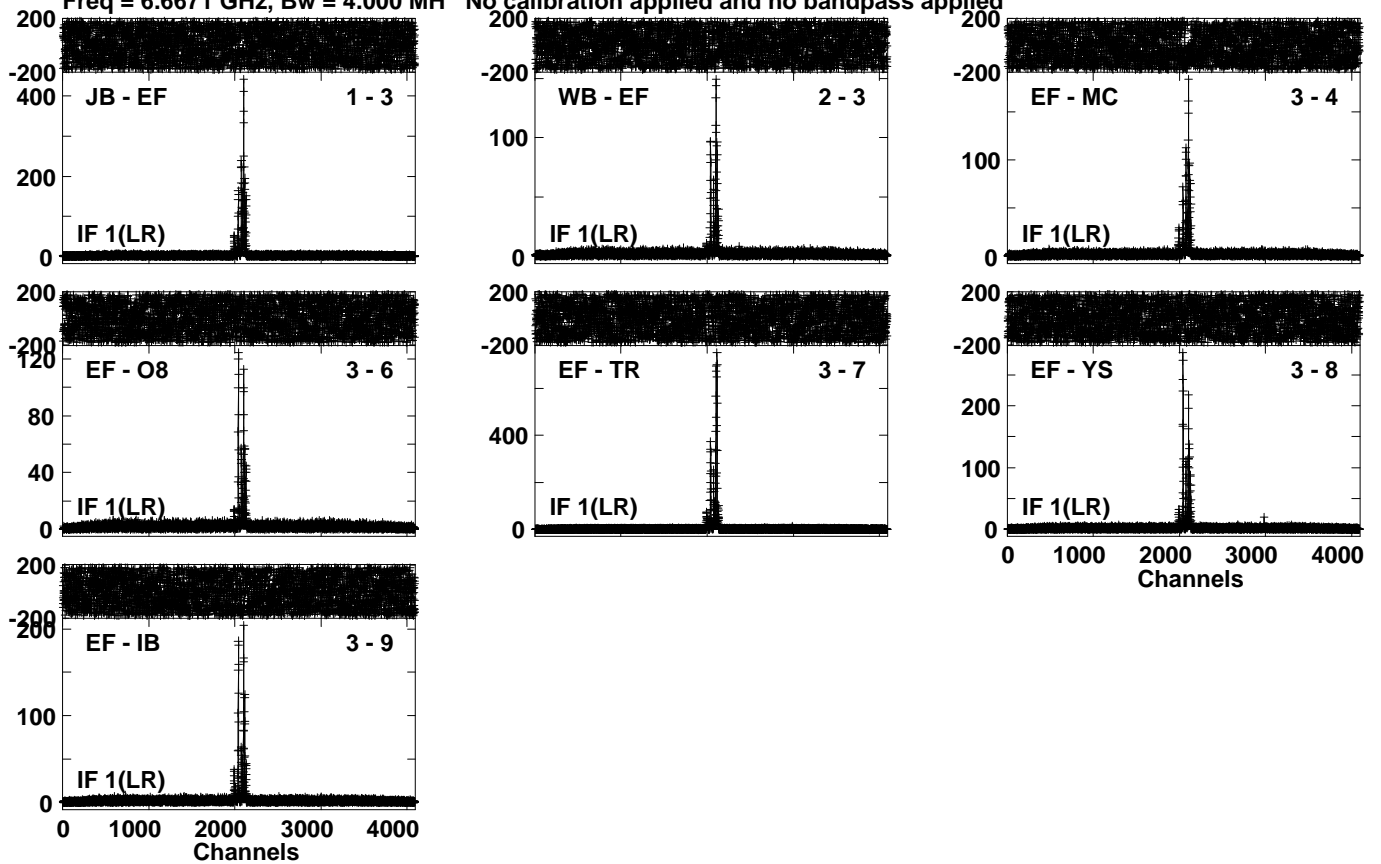 Freq = 6.6671 GHz, Bw = 4.000 MH No calibration applied and no bandpass applied
200
-200
JB - EF 1 - 3
400
200
0
IF 1(LR)
200
-200
WB - EF 2 - 3
100
0
IF 1(LR)
200
-200
EF - MC 3 - 4
100
0
IF 1(LR)
200
-200
120
EF - O8 3 - 6
80
40
0
IF 1(LR)
200
-200
EF - TR 3 - 7
400
0
IF 1(LR)
200
-200
EF - YS 3 - 8
200
100
0
IF 1(LR)
0 1000 2000 3000 4000
Channels
200
-200
200
EF - IB 3 - 9
100
0
IF 1(LR)
0 1000 2000 3000 4000
Channels